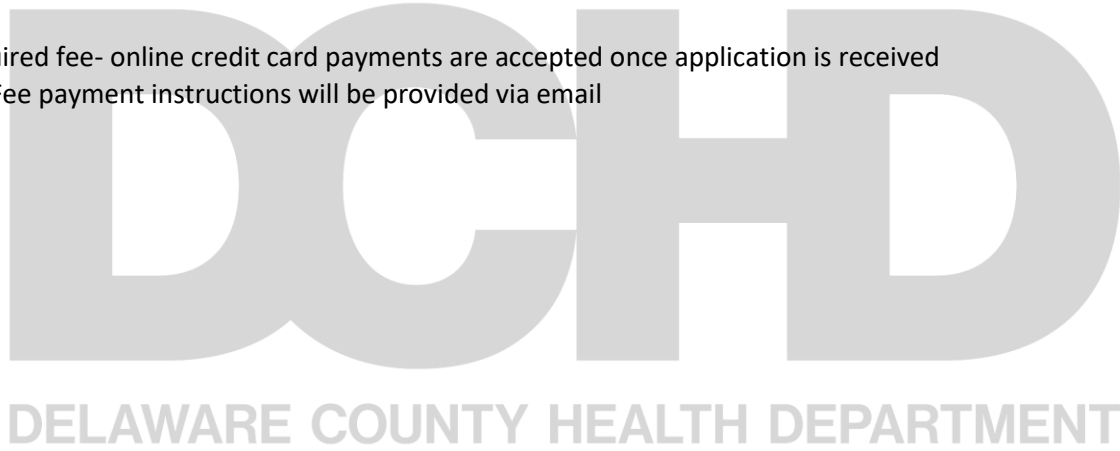 ired fee- online credit card payments are accepted once application is received
Fee payment instructions will be provided via email
DCHD
DELAWARE COUNTY HEALTH DEPARTMENT